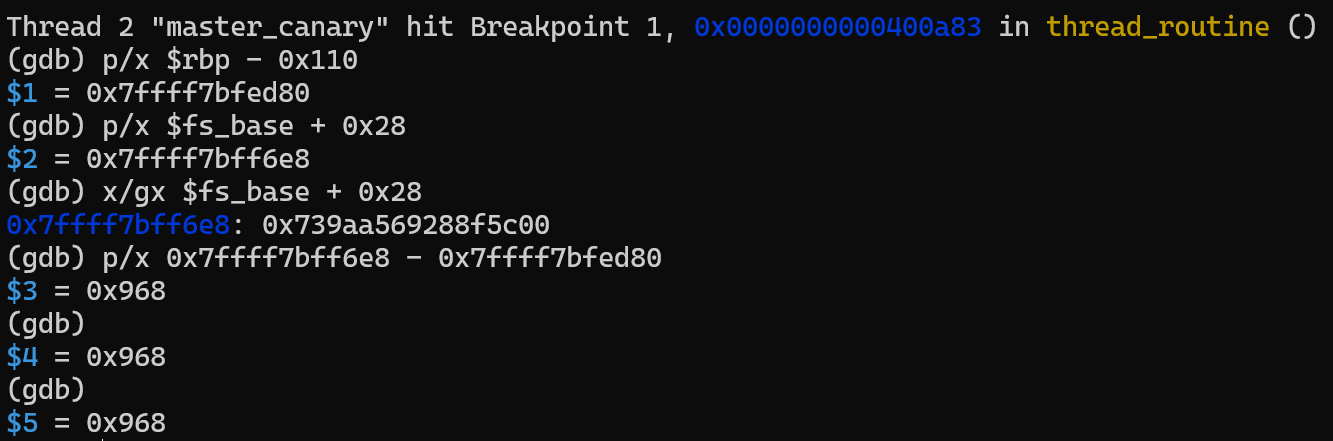 Thread 2 "master_canary" hit Breakpoint 1, 0x0000000000400a83 in thread_routine ()
(gdb) p/x $rbp - 0x110
$1 = 0x7ffff7bfed80
(gdb) p/x $fs_base + 0x28
$2 = 0x7ffff7bff6e8
(gdb) x/gx $fs_base + 0x28
0x7ffff7bff6e8: 0x739aa569288f5c00
(gdb) p/x 0x7ffff7bff6e8 - 0x7ffff7bfed80
$3 = 0x968
(gdb)
$4 = 0x968
(gdb)
$5 = 0x968